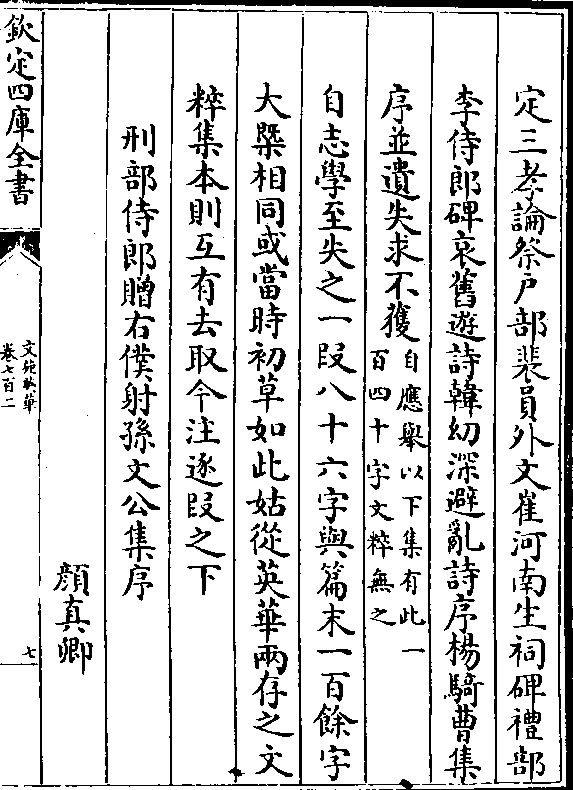 定三孝論祭户部裴員外文崔河南生祠碑禮部
李侍郎碑哀舊遊詩韓幼深避亂詩序楊騎曹集
序並遺失求不獲自應舉以下集有此一
百四十字文粹無之
自志學至失之一段八十六字與篇末一百餘字
大槩相同或當時初草如此姑從英華兩存之文
粹集本則互有去取今注逐段之下
刑部侍郎贈右僕射孫文公集序
顔真卿
欽定四庫全書
文苑英華
卷七百二
七